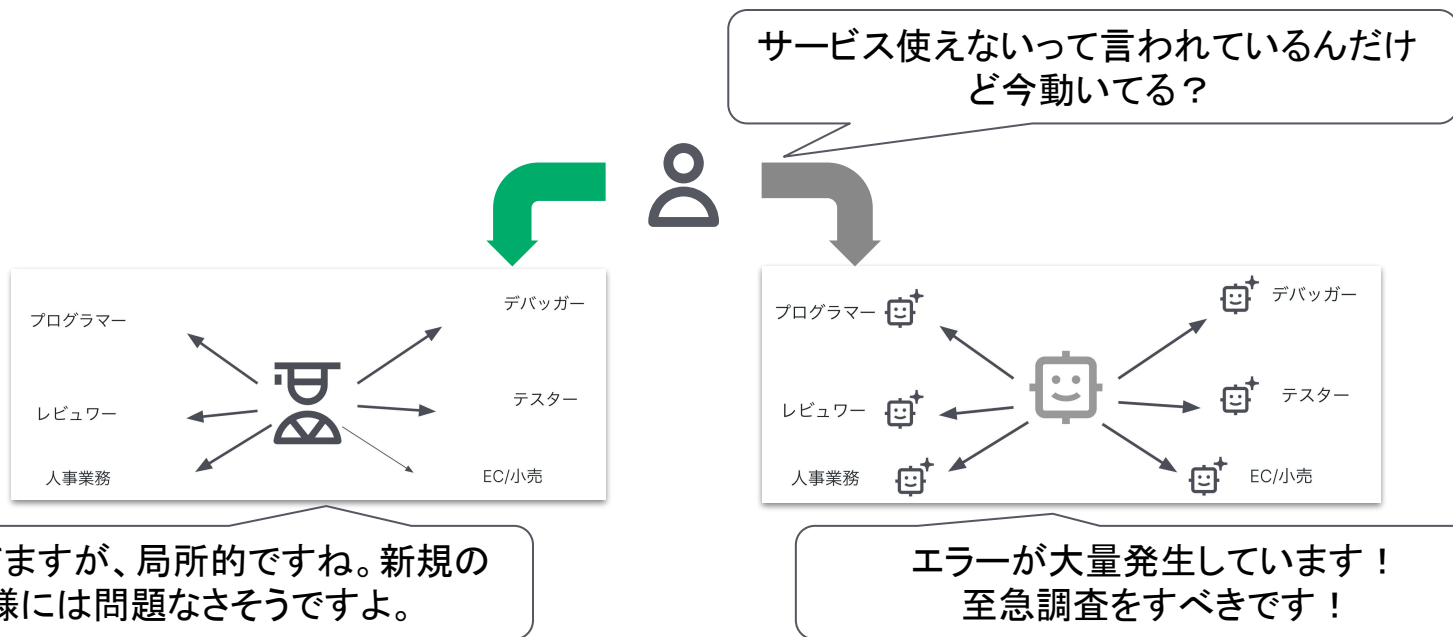 サービス使えないって言われているんだけ
ど今動いてる？
プログラマー
デバッガー
レビュワー
テスター
人事業務
EC/小売
プログラマー
デバッガー
レビュワー
テスター
人事業務
EC/小売
ますが、局所的ですね。新規の
様には問題なさそうですよ。
エラーが大量発生しています！
至急調査をすべきです！